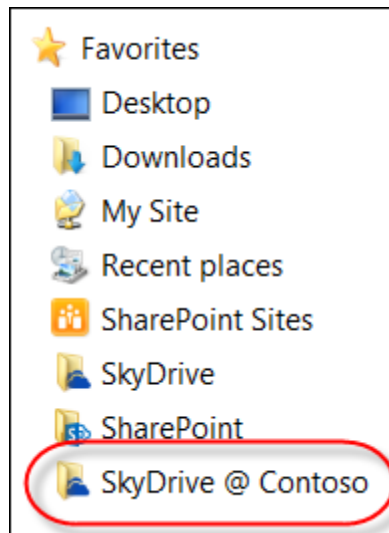 Favorites
Desktop
Downloads
My Site
Recent places
SharePoint Sites
SkyDrive
SharePoint
SkyDrive @ Contoso